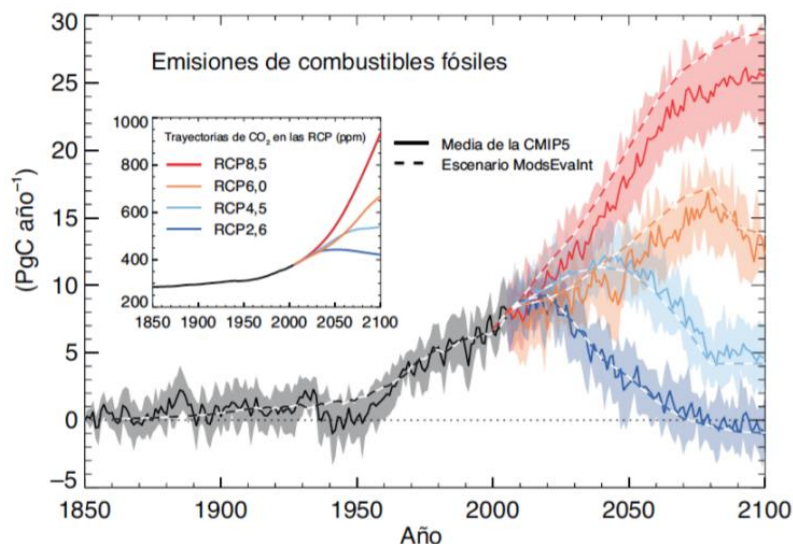 Emisiones de combustibles fósiles
(PgC año⁻¹)
30
25
20
15
10
5
0
−5
1850
1900
1950
2000
2050
2100
Año
Trayectorias de CO₂ en las RCP (ppm)
1000
800
600
400
200
RCP8,5
RCP6,0
RCP4,5
RCP2,6
1850
1900
1950
2000
2050
2100
Media de la CMIP5
Escenario ModsEvaInt